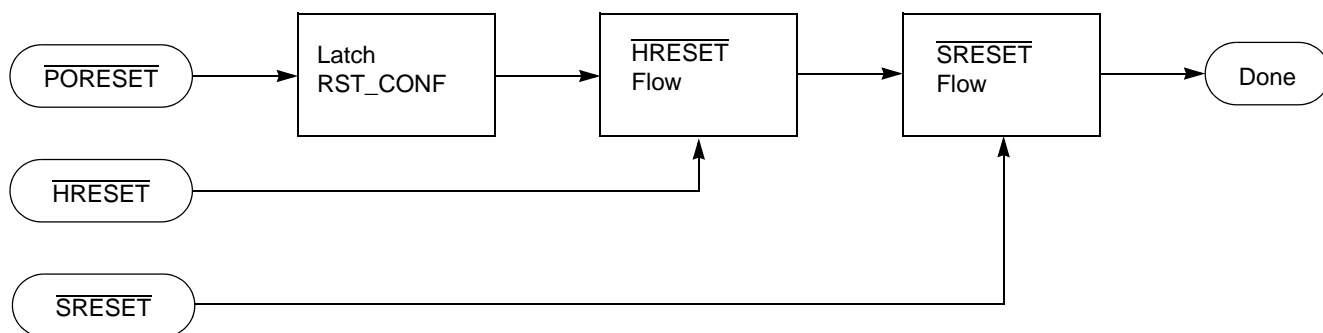 PORESET
Latch
RST_CONF
HRESET
Flow
SRESET
Flow
Done
HRESET
SRESET